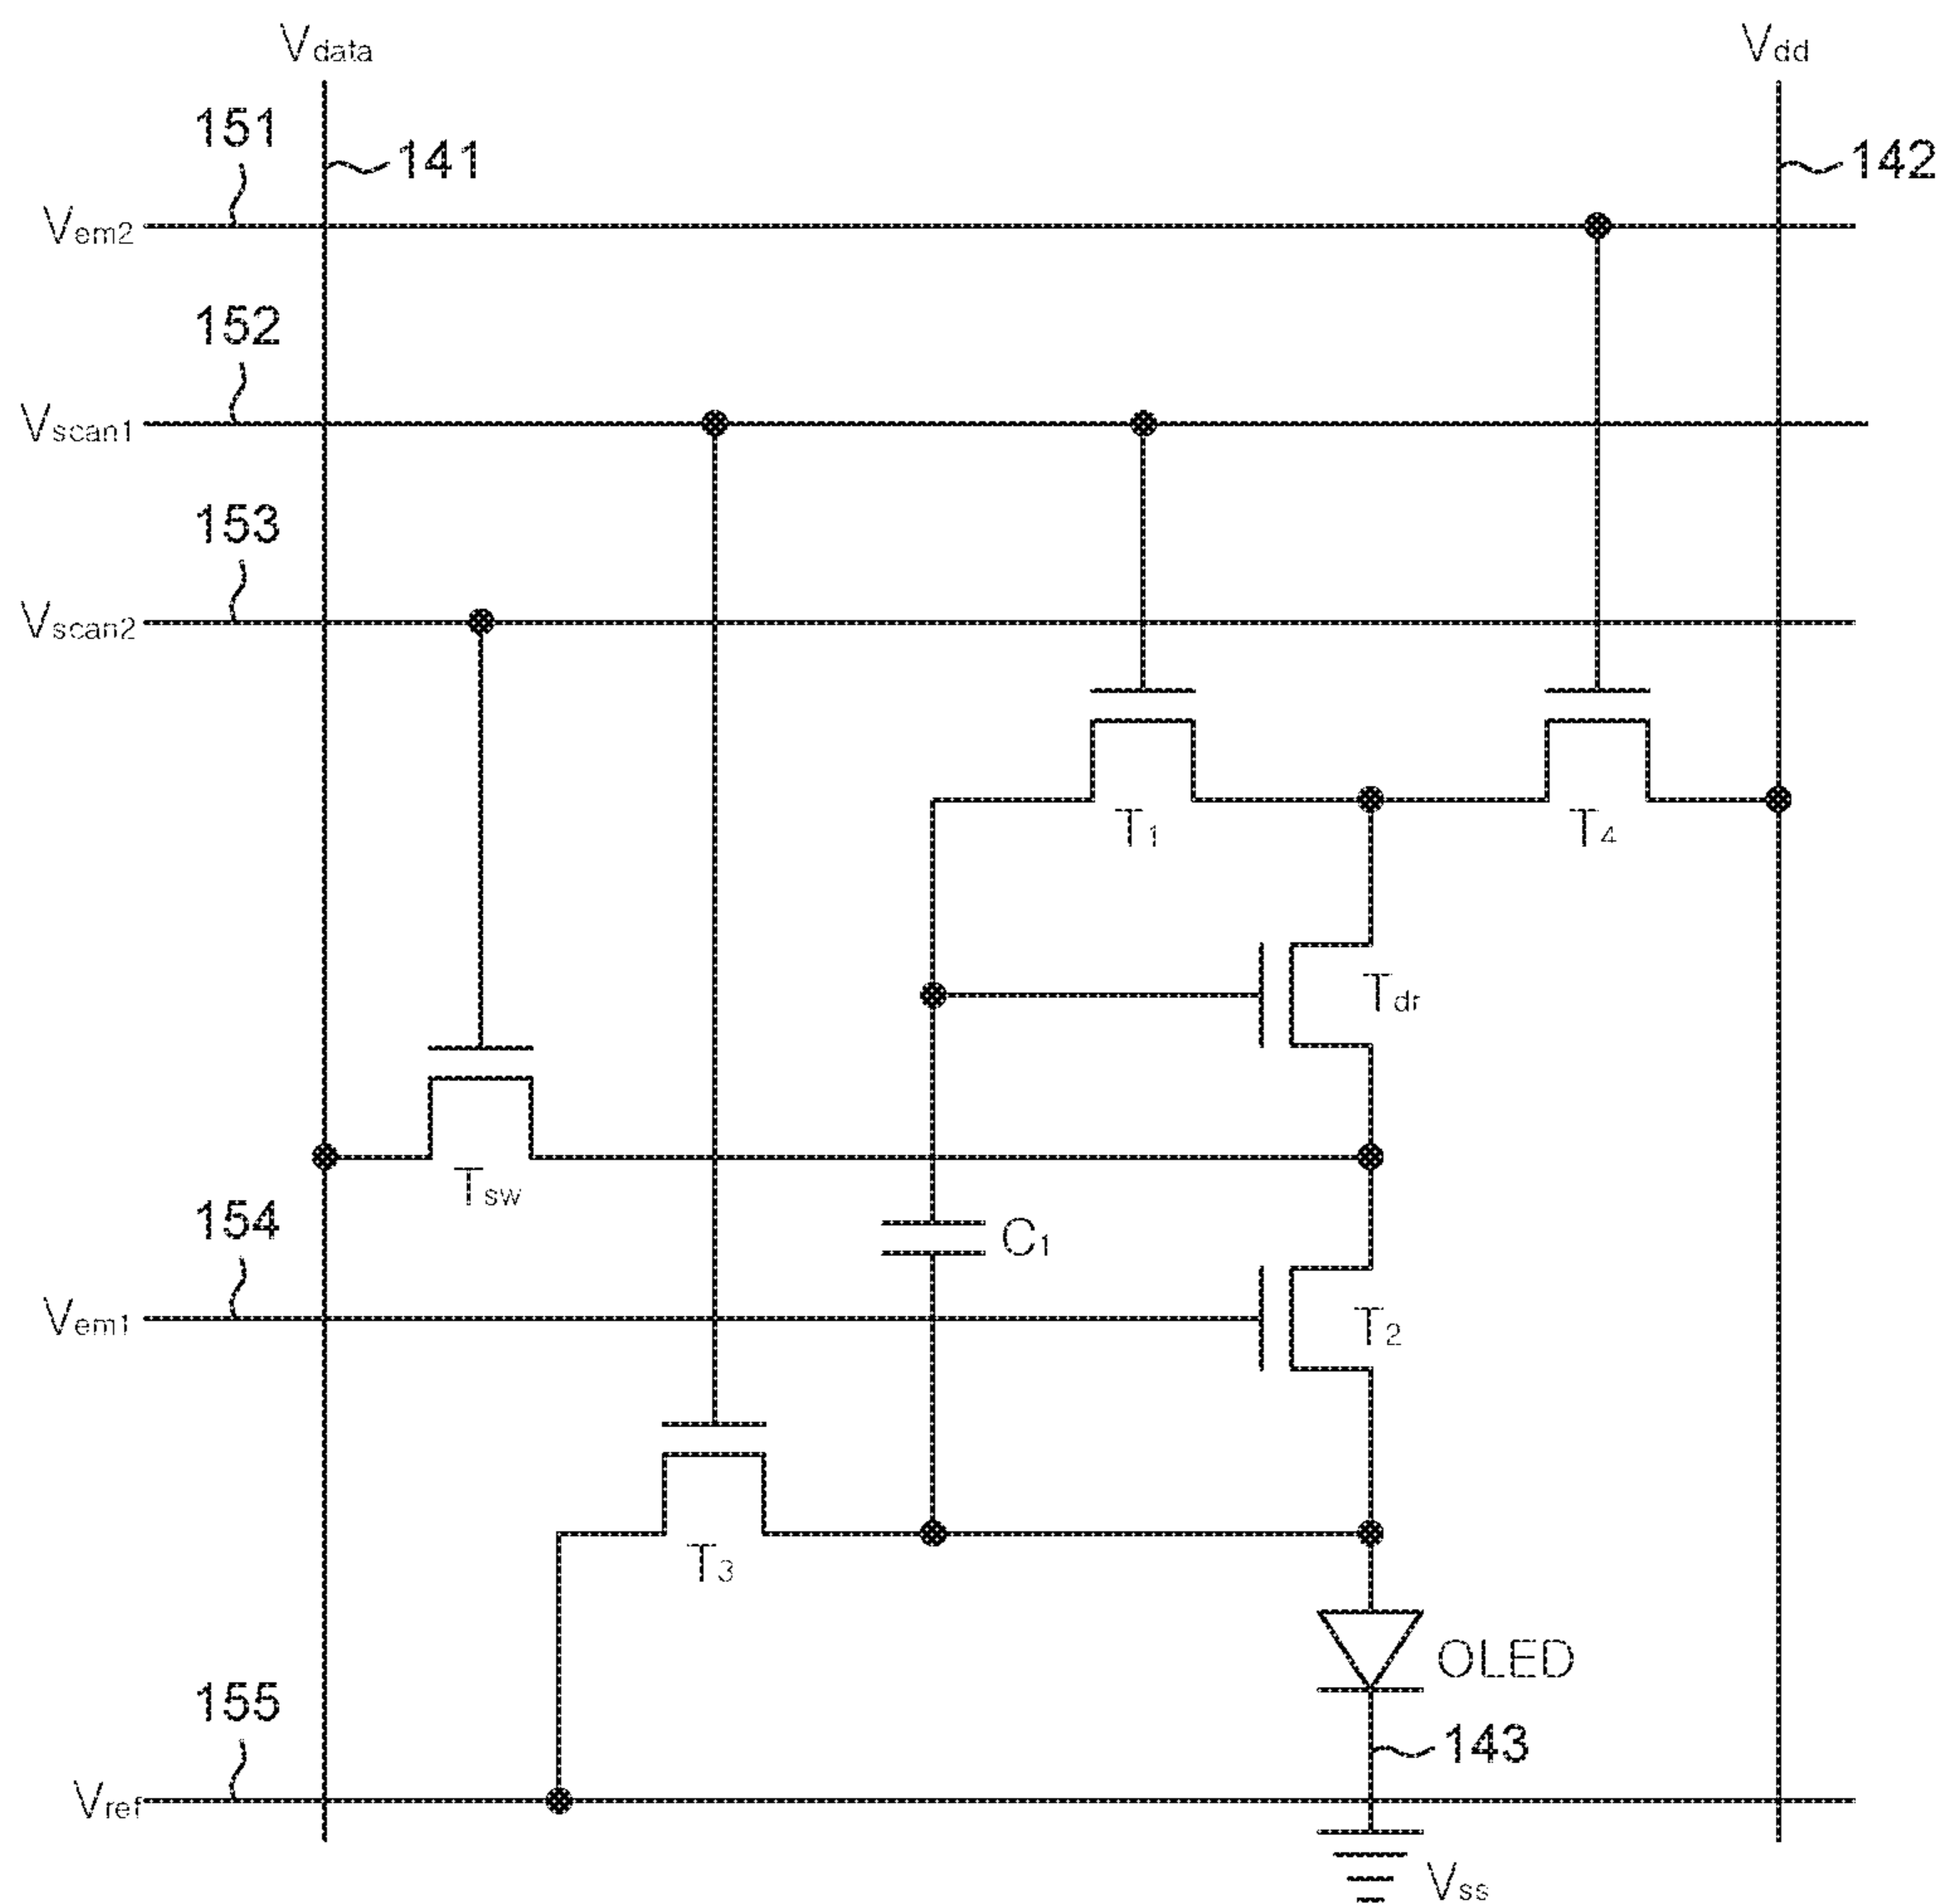 Vdata
Vdd
151
141
142
Vem2
152
Vscan1
153
Vscan2
T1
T4
Tdr
Tsw
154
C1
Vem1
T2
T3
OLED
155
143
Vref
Vss